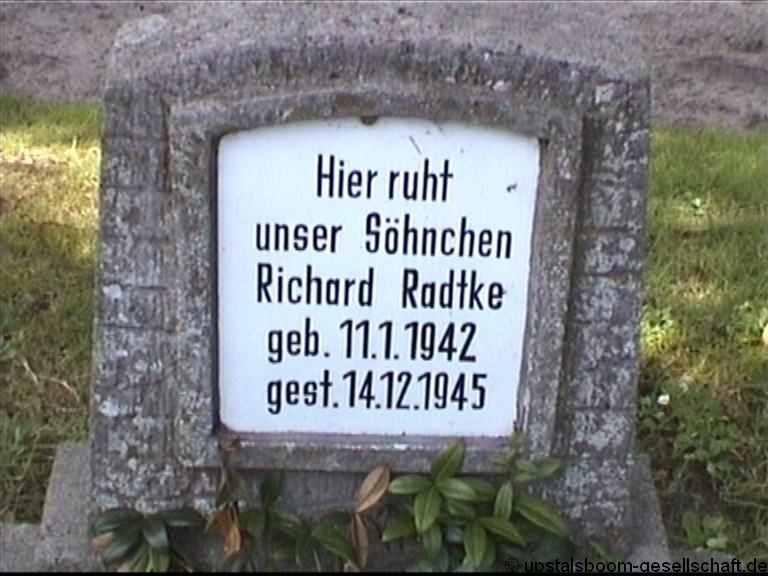 Hier ruht
unser Söhnchen
Richard Radtke
geb. 11.1.1942
gest. 14.12.1945
© upstalsboom-gesellschaft.de